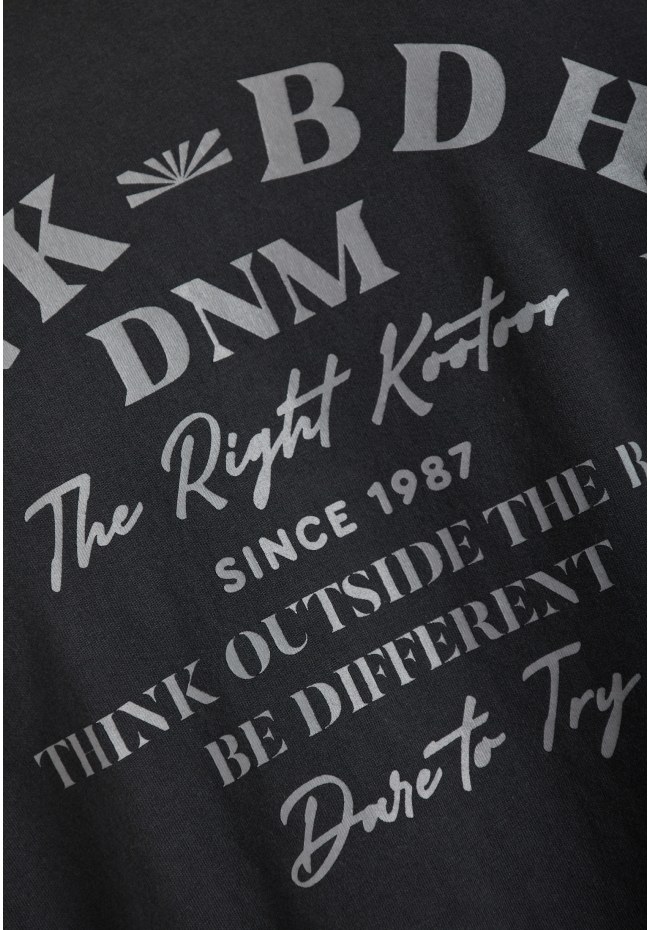 K BDH
DNM
The Right Kootoor
SINCE 1987
THINK OUTSIDE THE
BE DIFFERENT
Dare to Try